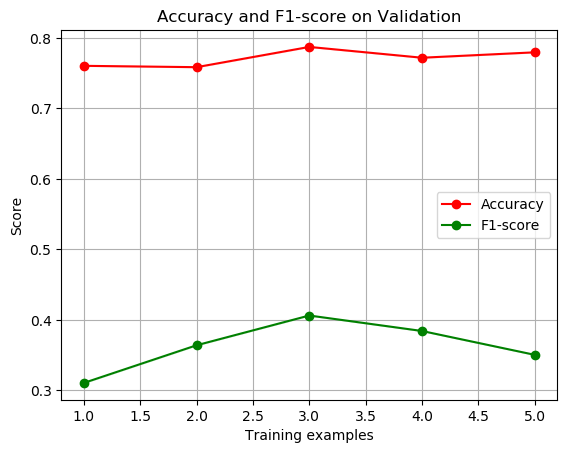 Accuracy and F1-score on Validation
0.8
0.7
0.6
0.5
0.4
0.3
Score
Accuracy
F1-score
1.0 1.5 2.0 2.5 3.0 3.5 4.0 4.5 5.0
Training examples